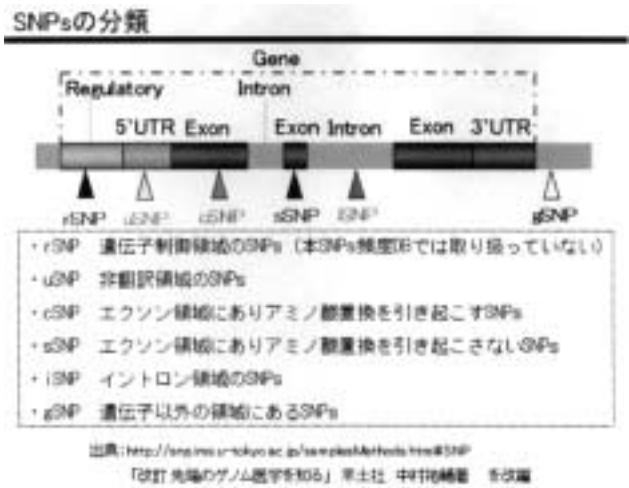 SNPsの分類
Gene
Regulatory Intron
5'UTR Exon Exon Intron Exon 3'UTR
rSNP uSNP cSNP sSNP iSNP gSNP
・rSNP 遺伝子制御領域のSNPs (本SNPs頻度DBでは取り扱っていない)
・uSNP 非翻訳領域のSNPs
・cSNP エクソン領域にありアミノ酸置換を引き起こすSNPs
・sSNP エクソン領域にありアミノ酸置換を引き起こさないSNPs
・iSNP イントロン領域のSNPs
・gSNP 遺伝子以外の領域にあるSNPs
出典:
「改訂 先端のゲノム医学を知る」 羊土社 中村祐輔著 を改編